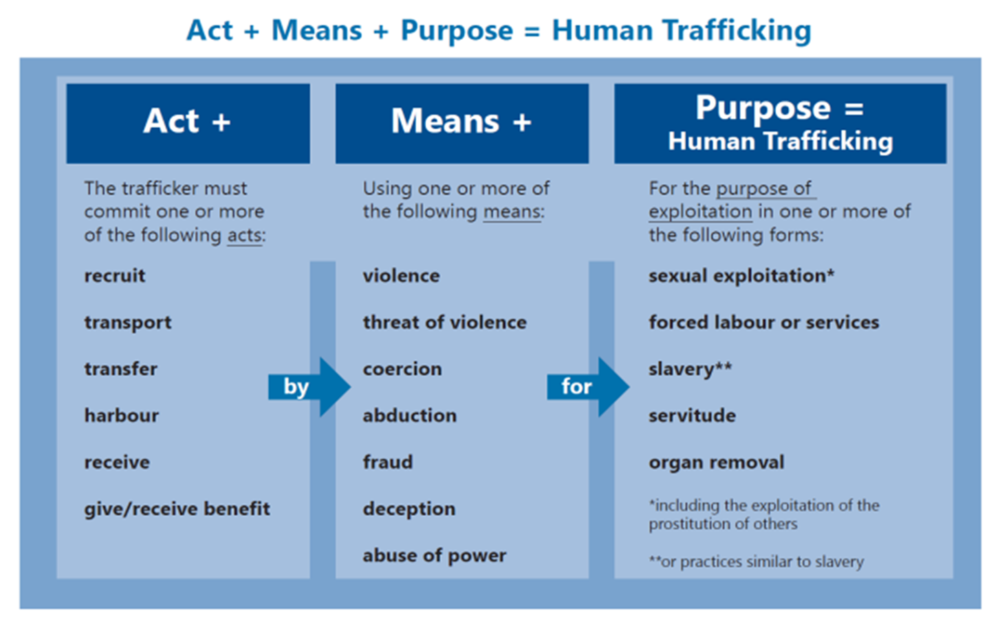 Act + Means + Purpose = Human Trafficking
Act +
The trafficker must
commit one or more
of the following acts:
recruit
transport
transfer
harbour
receive
give/receive benefit
by
Means +
Using one or more of
the following means:
violence
threat of violence
coercion
abduction
fraud
deception
abuse of power
for
Purpose =
Human Trafficking
For the purpose of
exploitation in one or more of
the following forms:
sexual exploitation*
forced labour or services
slavery**
servitude
organ removal
*including the exploitation of the
prostitution of others
**or practices similar to slavery